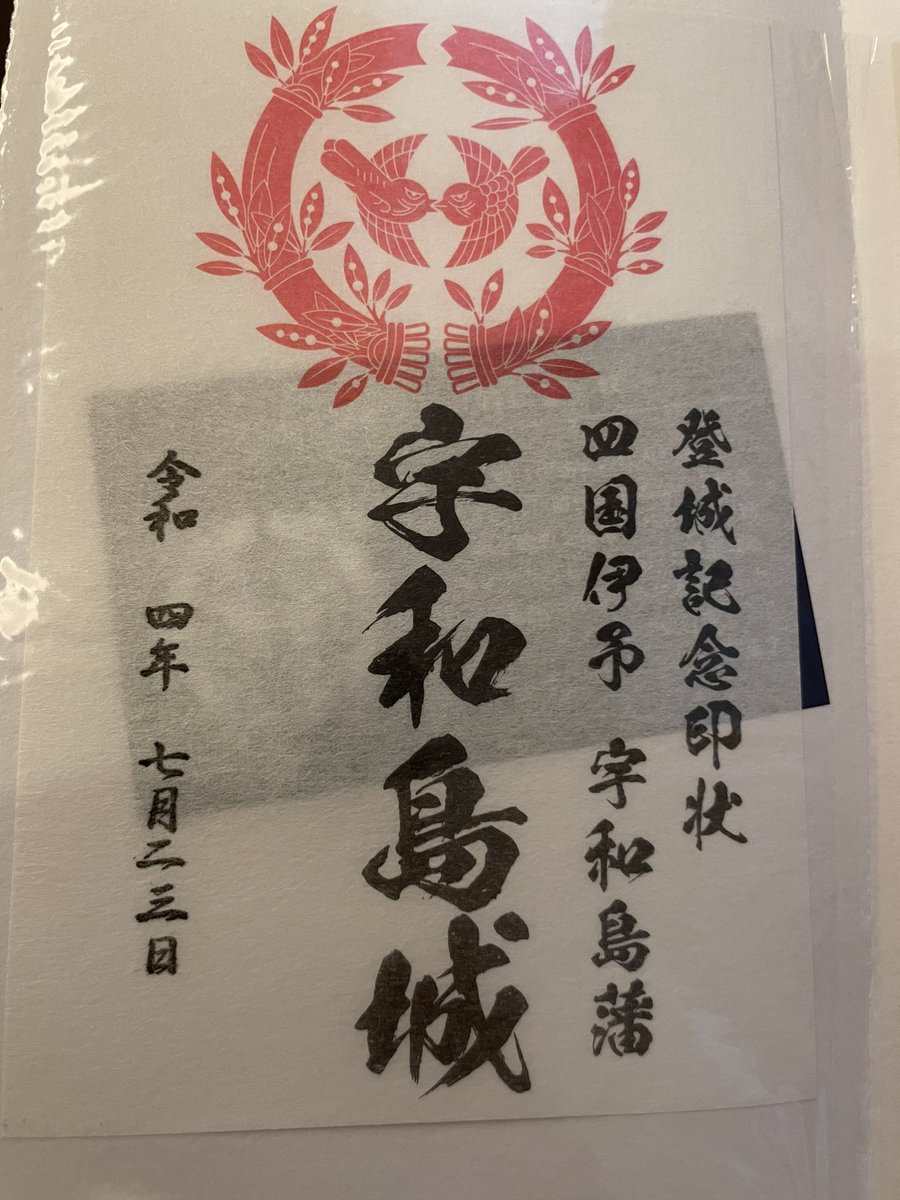 登城記念印状
四国伊予 宇和島藩
宇和島城
令和 四年 七月二三日